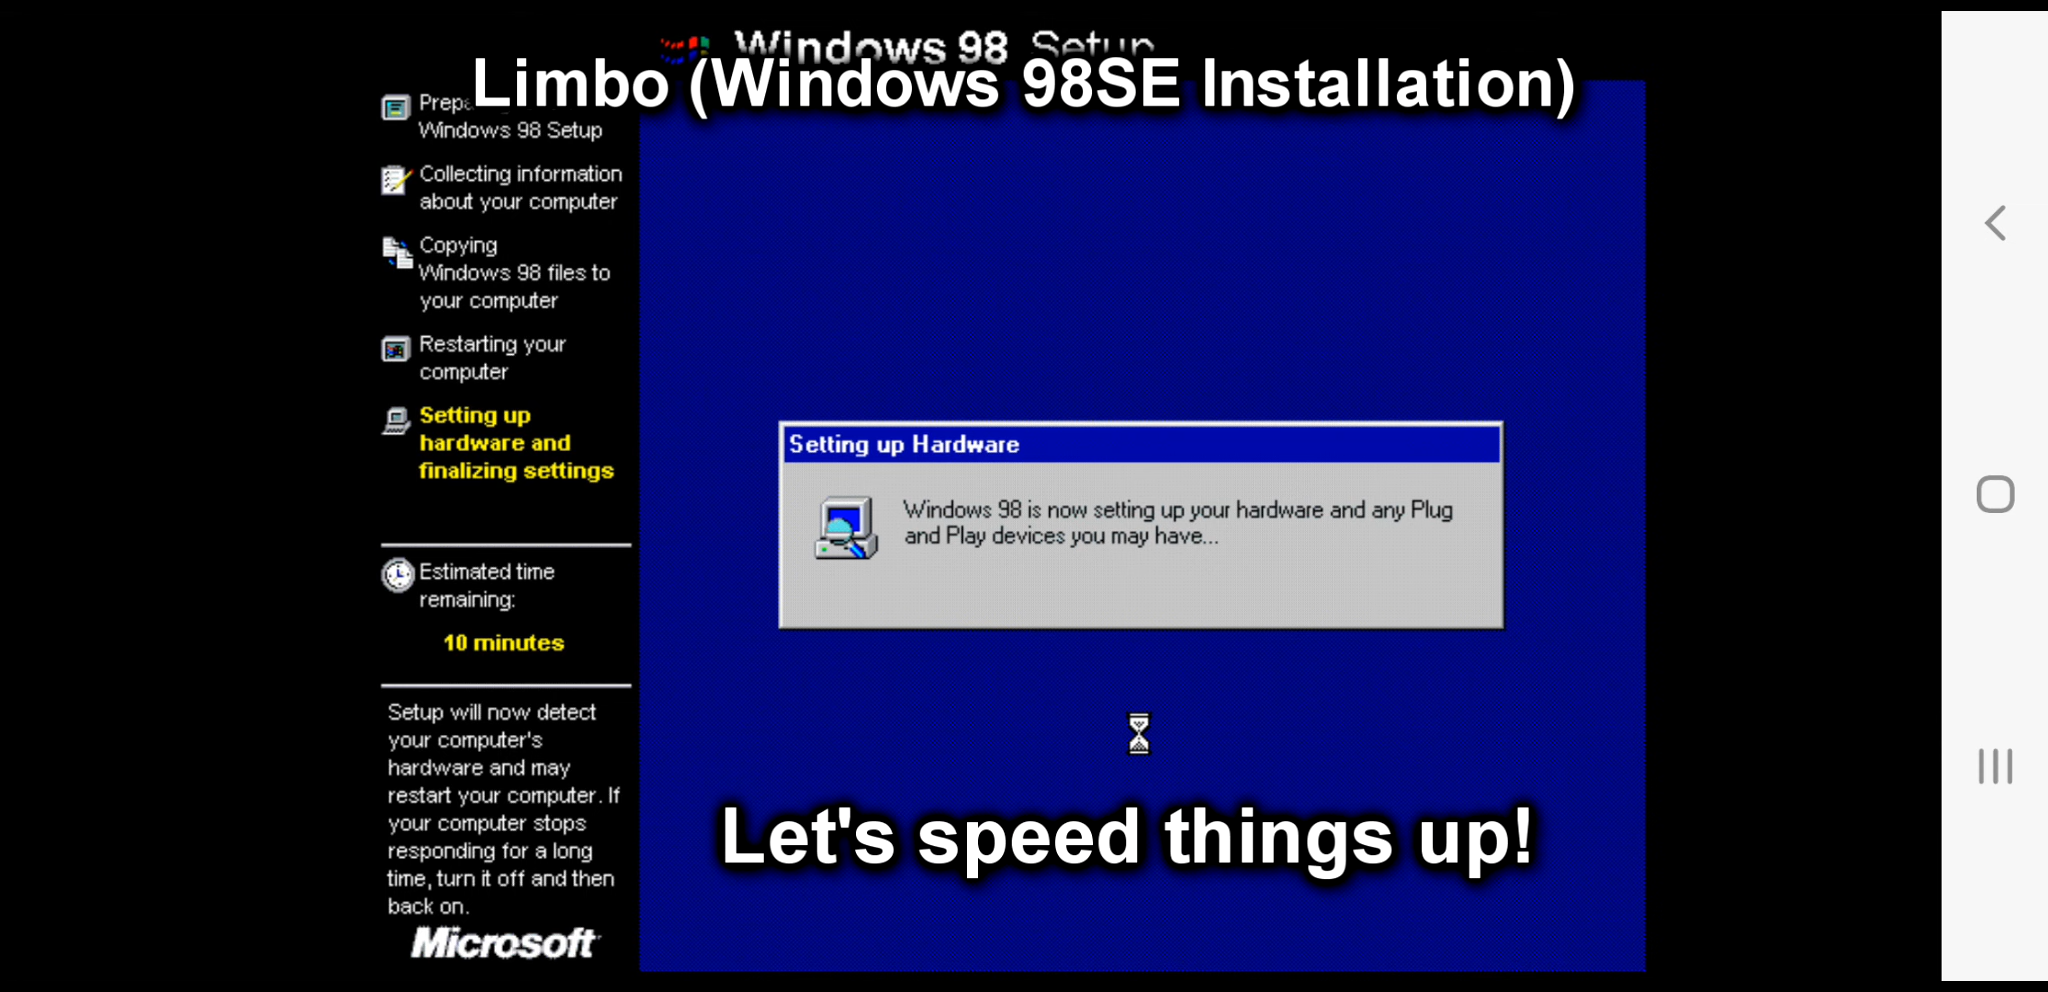 Windows 98 Setup
Limbo (Windows 98SE Installation)
Windows 98 Setup
Collecting information
about your computer
Copying
Windows 98 files to
your computer
Restarting your
computer
Setting up
hardware and
finalizing settings
Estimated time
remaining:
10 minutes
Setup will now detect
your computer's
hardware and may
restart your computer. If
your computer stops
responding for a long
time, turn it off and then
back on.
Microsoft
Setting up Hardware
Windows 98 is now setting up your hardware and any Plug
and Play devices you may have...
Let's speed things up!